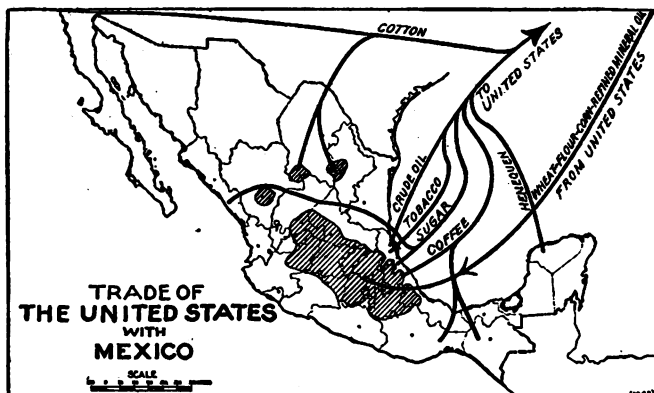 COTTON
TO
UNITED STATES
CRUDE OIL
TOBACCO
SUGAR
COFFEE
HENEQUEN
WHEAT-FLOUR-CORN-REFINED MINERAL OIL
FROM UNITED STATES
TRADE OF
THE UNITED STATES
WITH
MEXICO
SCALE